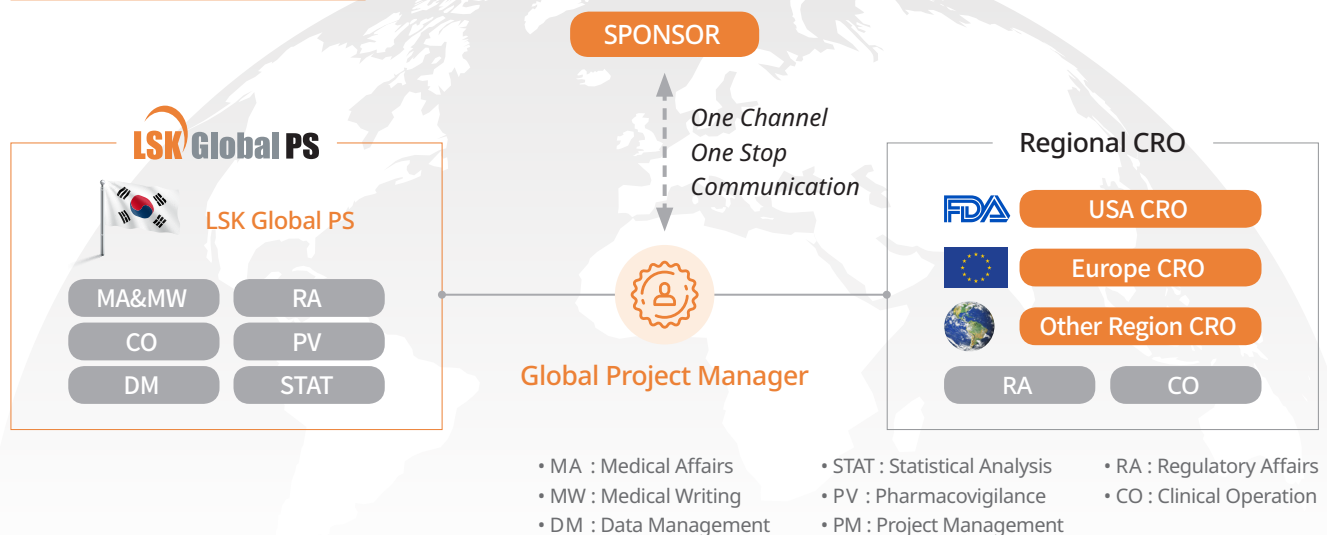 SPONSOR
One Channel
One Stop
Communication
LSK Global PS
LSK Global PS
MA&MW
RA
CO
PV
DM
STAT
Global Project Manager
Regional CRO
FDA
USA CRO
Europe CRO
Other Region CRO
RA
CO
• MA : Medical Affairs
• MW : Medical Writing
• DM : Data Management
• STAT : Statistical Analysis
• PV : Pharmacovigilance
• PM : Project Management
• RA : Regulatory Affairs
• CO : Clinical Operation